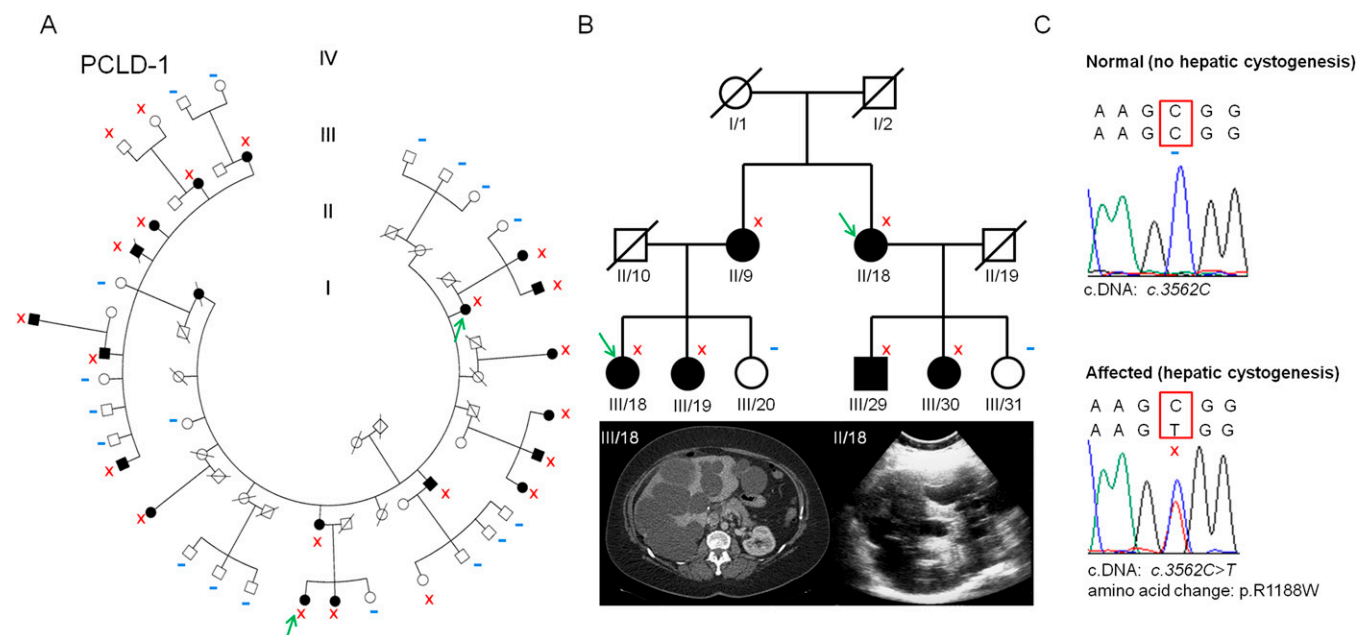 A
PCLD-1
IV
III
II
I
B
I/1 I/2
II/10 II/9 II/18 II/19
III/18 III/19 III/20 III/29 III/30 III/31
III/18 II/18
C
Normal (no hepatic cystogenesis)
A A G C G G
A A G C G G
c.DNA: c.3562C
Affected (hepatic cystogenesis)
A A G C G G
A A G T G G
x
c.DNA: c.3562C>T
amino acid change: p.R1188W